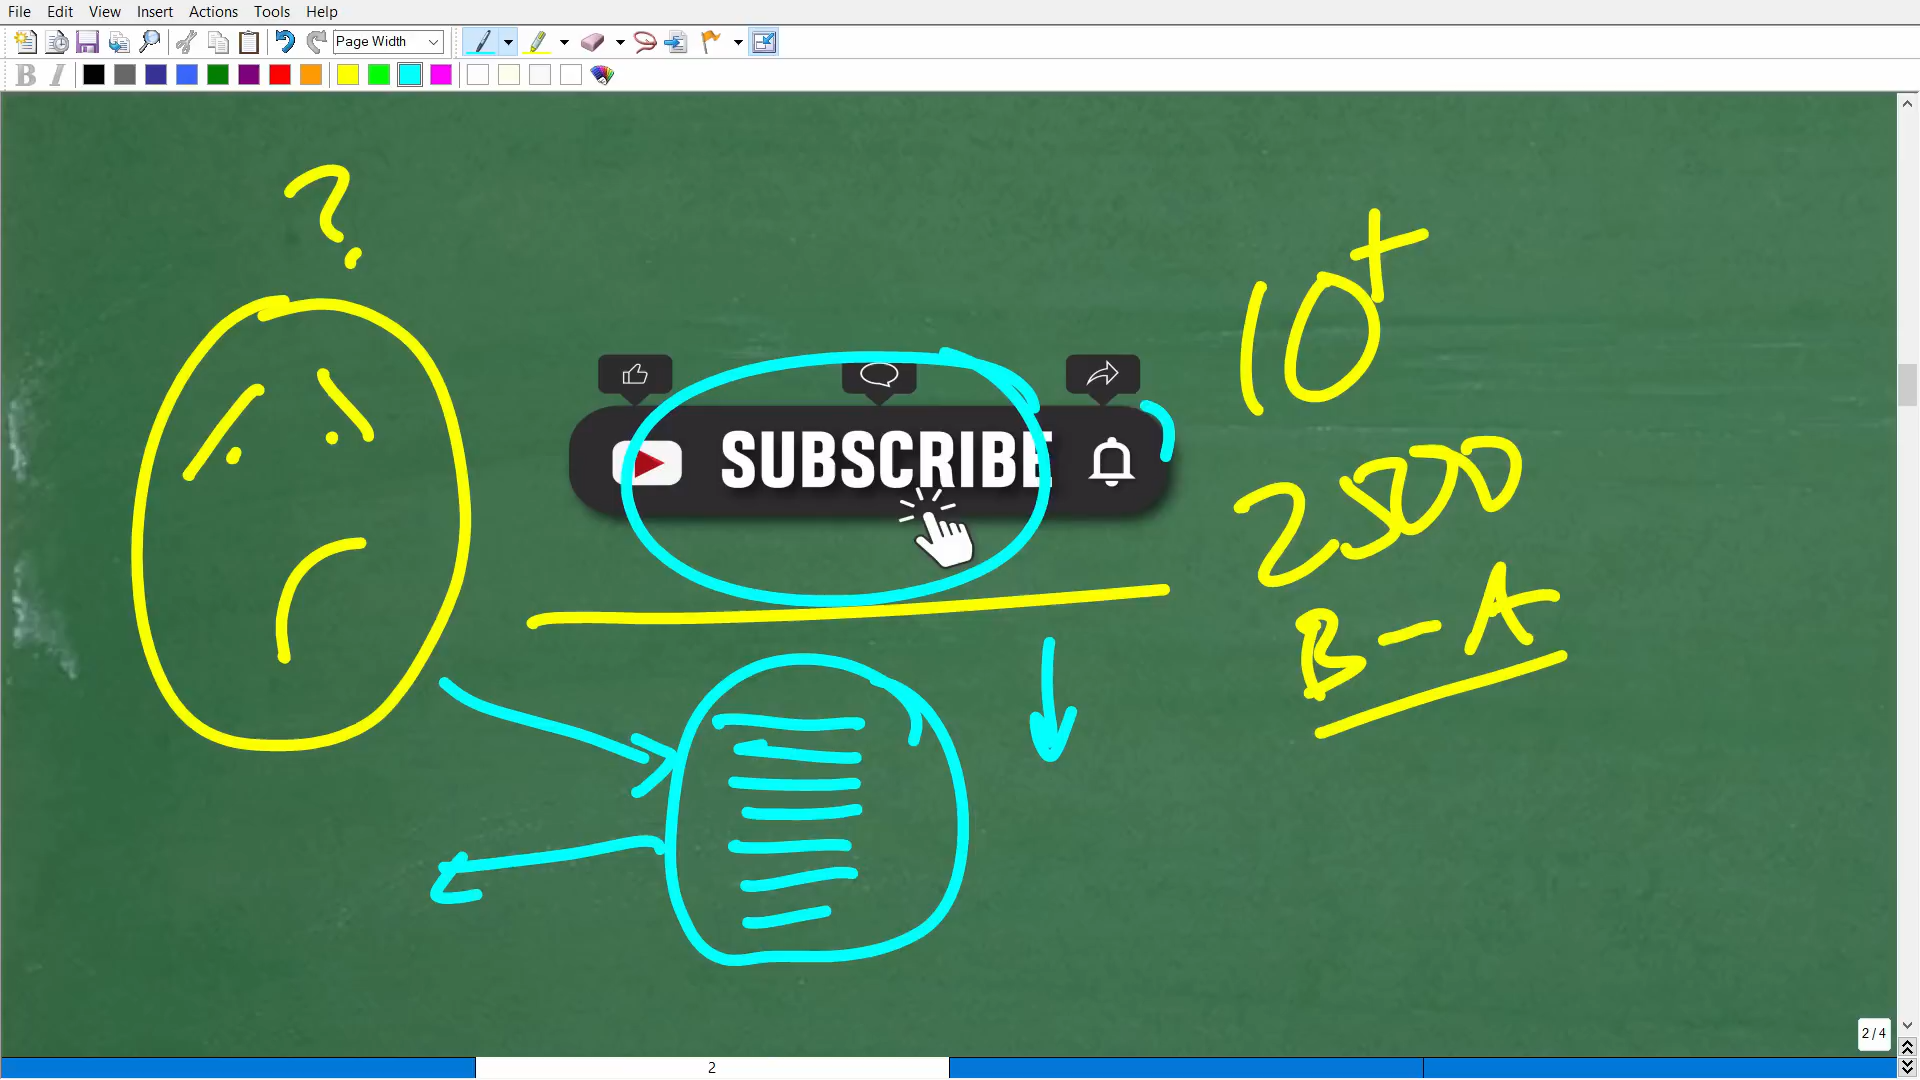 File Edit View Insert Actions Tools Help
Page Width
B I
?
10+
SUBSCRIBE
2500
B - A
2 / 4
2